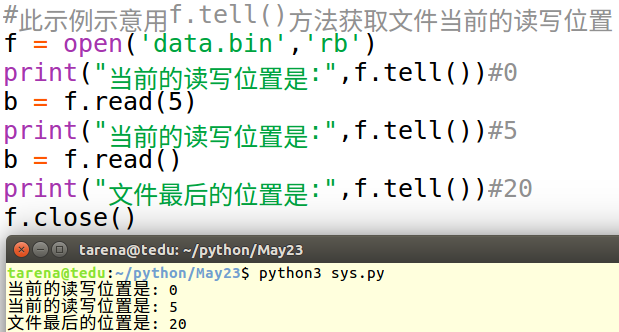 #此示例示意用f.tell()方法获取文件当前的读写位置
f = open('data.bin','rb')
print("当前的读写位置是:",f.tell())#0
b = f.read(5)
print("当前的读写位置是:",f.tell())#5
b = f.read()
print("文件最后的位置是:",f.tell())#20
f.close()
tarena@tedu: ~/python/May23
tarena@tedu:~/python/May23$ python3 sys.py
当前的读写位置是: 0
当前的读写位置是: 5
文件最后的位置是: 20